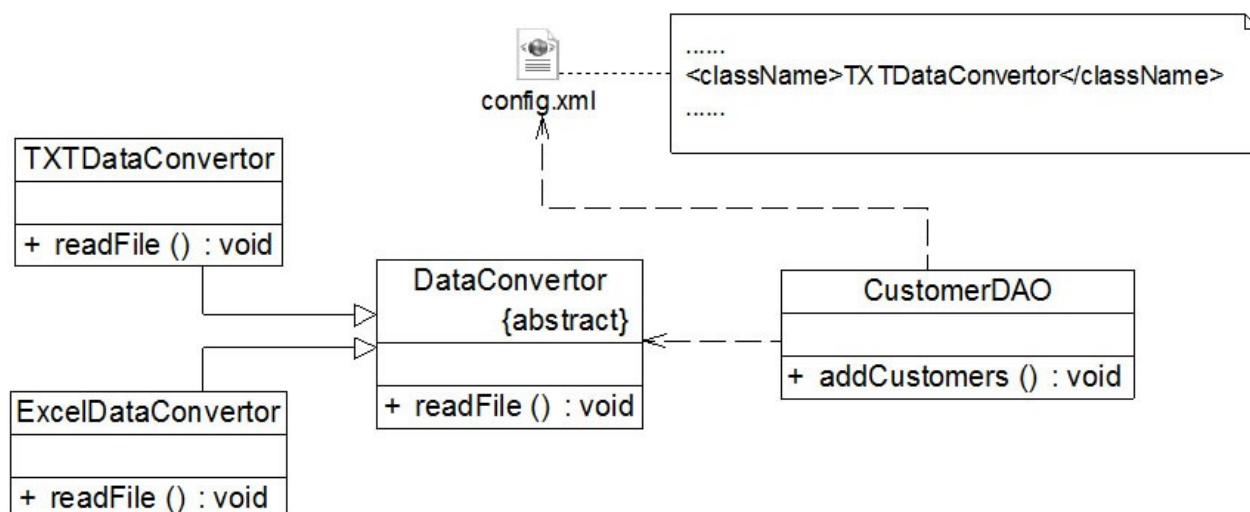 ......
<className>TXTDataConvertor</className>
......
config.xml
TXTDataConvertor
+ readFile () : void
DataConvertor
{abstract}
+ readFile () : void
CustomerDAO
+ addCustomers () : void
ExcelDataConvertor
+ readFile () : void